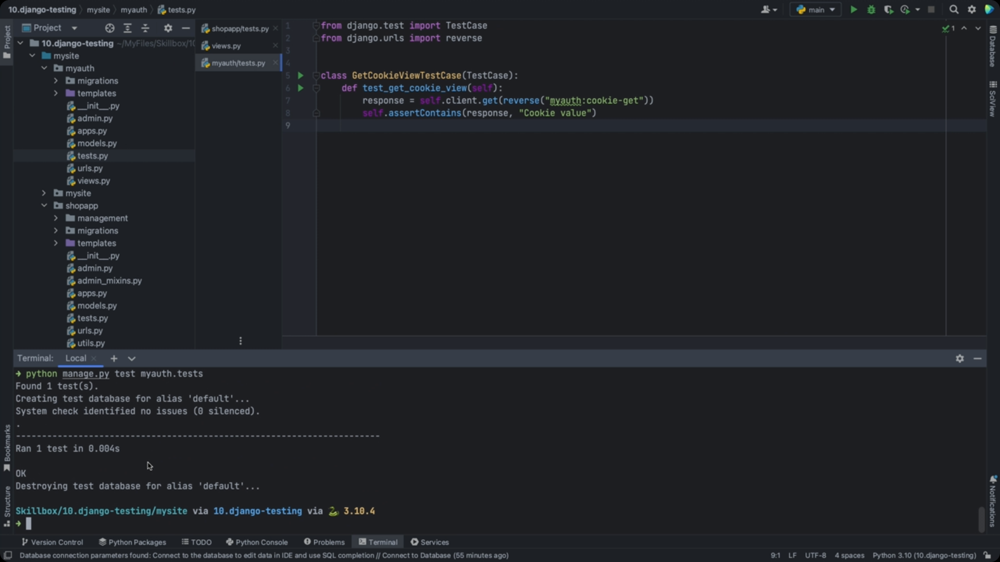 10.django-testing mysite myauth tests.py
main
Project
10.django-testing ~/MyFiles/Skillbox/10
mysite
myauth
migrations
templates
__init__.py
admin.py
apps.py
models.py
tests.py
urls.py
views.py
mysite
shopapp
management
migrations
templates
__init__.py
admin.py
admin_mixins.py
apps.py
models.py
tests.py
urls.py
utils.py
shopapp/tests.py
views.py
myauth/tests.py
1 from django.test import TestCase
2 from django.urls import reverse
3
4
5 class GetCookieViewTestCase(TestCase):
6 def test_get_cookie_view(self):
7 response = self.client.get(reverse("myauth:cookie-get"))
8 self.assertContains(response, "Cookie value")
9
1
Project
Bookmarks
Structure
Database
SciView
Notifications
Terminal: Local
python manage.py test myauth.tests
Found 1 test(s).
Creating test database for alias 'default'...
System check identified no issues (0 silenced).
.
----------------------------------------------------------------------
Ran 1 test in 0.004s
OK
Destroying test database for alias 'default'...
Skillbox/10.django-testing/mysite via 10.django-testing via 3.10.4
Version Control Python Packages TODO Python Console Problems Terminal Services
Database connection parameters found: Connect to the database to edit data in IDE and use SQL completion // Connect to Database (55 minutes ago)
9:1 LF UTF-8 4 spaces Python 3.10 (10.django-testing)